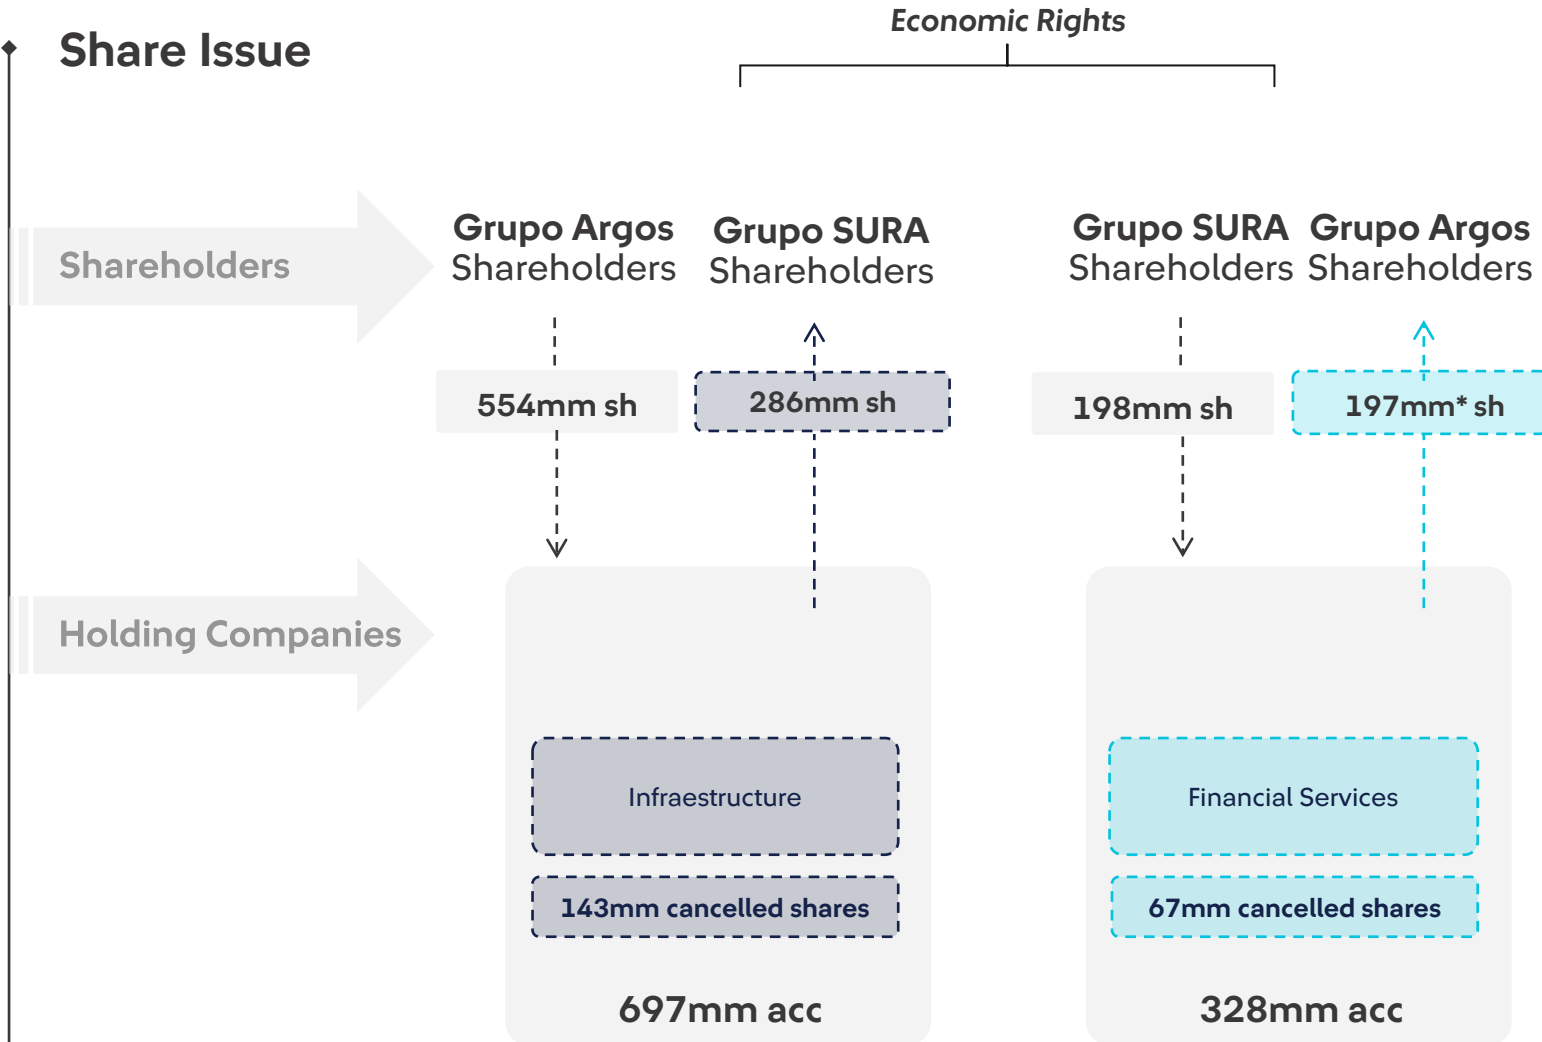 Economic Rights
Share Issue
Shareholders
Grupo Argos
Shareholders
Grupo SURA
Shareholders
Grupo SURA
Shareholders
Grupo Argos
Shareholders
554mm sh
286mm sh
198mm sh
197mm* sh
Holding Companies
Infraestructure
Financial Services
143mm cancelled shares
67mm cancelled shares
697mm acc
328mm acc